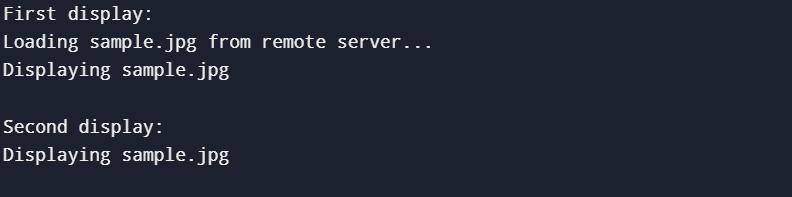 First display:
Loading sample.jpg from remote server...
Displaying sample.jpg

Second display:
Displaying sample.jpg